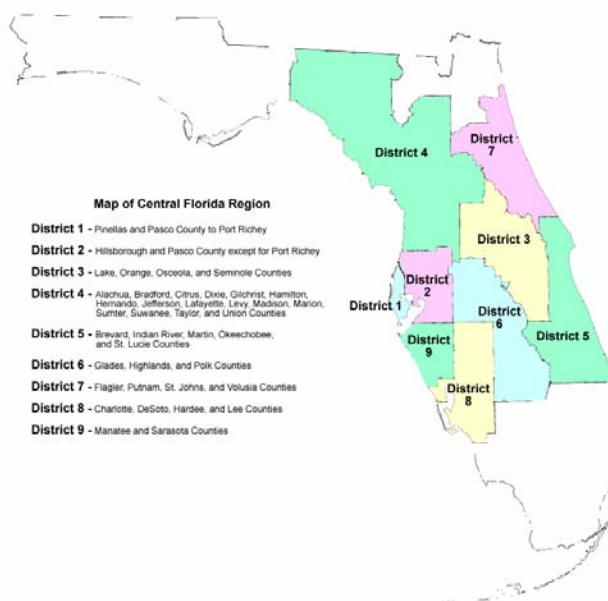 Map of Central Florida Region
District 1 - Pinellas and Pasco County to Port Richey
District 2 - Hillsborough and Pasco County except for Port Richey
District 3 - Lake, Orange, Osceola, and Seminole Counties
District 4 - Alachua, Bradford, Citrus, Dixie, Gilchrist, Hamilton,
Hernando, Jefferson, Lafayette, Levy, Madison, Marion,
Sumter, Suwanee, Taylor, and Union Counties
District 5 - Brevard, Indian River, Martin, Okeechobee,
and St. Lucie Counties
District 6 - Glades, Highlands, and Polk Counties
District 7 - Flagler, Putnam, St. Johns, and Volusia Counties
District 8 - Charlotte, DeSoto, Hardee, and Lee Counties
District 9 - Manatee and Sarasota Counties
District
7
District 4
District 3
District
2
District 1
District
6
District 5
District
9
District
8